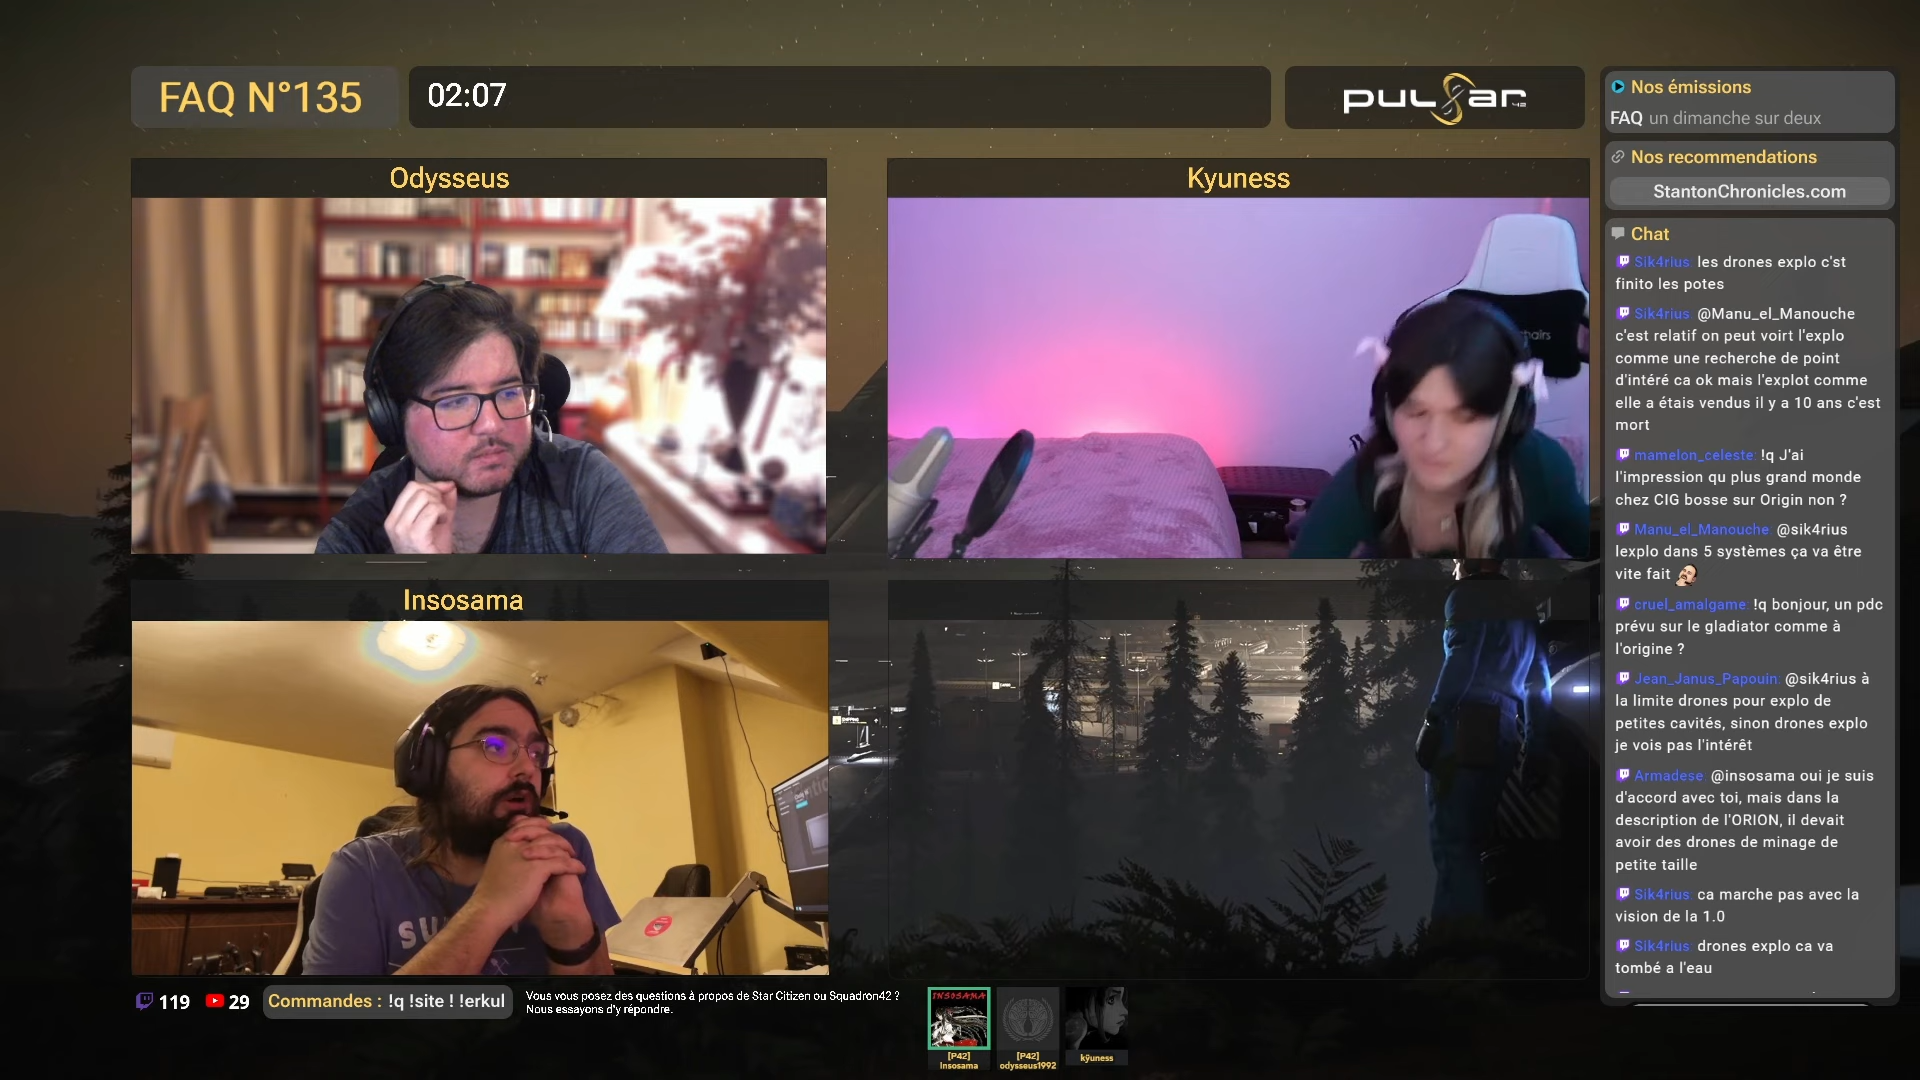 FAQ N°135
02:07
pulsar 42
Odysseus
Kyuness
Insosama
119
29
Commandes : !q !site ! !erkul
Vous vous posez des questions à propos de Star Citizen ou Squadron42 ?
Nous essayons d'y répondre.
INSOSAMA
[P42]
Insosama
[P42]
odysseus1992
kÿuness
Nos émissions
FAQ un dimanche sur deux
Nos recommendations
StantonChronicles.com
Chat
Sik4rius: les drones explo c'st
finito les potes
Sik4rius: @Manu_el_Manouche
c'est relatif on peut voirt l'explo
comme une recherche de point
d'intéré ca ok mais l'explot comme
elle a étais vendus il y a 10 ans c'est
mort
mamelon_celeste: !q J'ai
l'impression qu plus grand monde
chez CIG bosse sur Origin non ?
Manu_el_Manouche: @sik4rius
lexplo dans 5 systèmes ça va être
vite fait
cruel_amalgame: !q bonjour, un pdc
prévu sur le gladiator comme à
l'origine ?
Jean_Janus_Papouin: @sik4rius à
la limite drones pour explo de
petites cavités, sinon drones explo
je vois pas l'intérêt
Armadese: @insosama oui je suis
d'accord avec toi, mais dans la
description de l'ORION, il devait
avoir des drones de minage de
petite taille
Sik4rius: ca marche pas avec la
vision de la 1.0
Sik4rius: drones explo ca va
tombé a l'eau